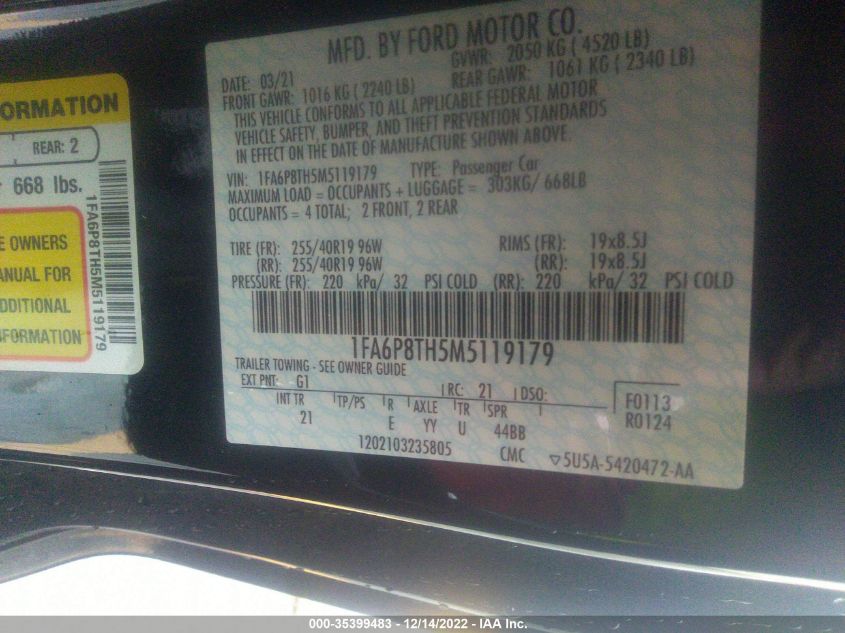 MFD. BY FORD MOTOR CO.
DATE: 03/21 GVWR: 2050 KG ( 4520 LB)
FRONT GAWR: 1016 KG ( 2240 LB) REAR GAWR: 1061 KG ( 2340 LB)
THIS VEHICLE CONFORMS TO ALL APPLICABLE FEDERAL MOTOR
VEHICLE SAFETY, BUMPER, AND THEFT PREVENTION STANDARDS
IN EFFECT ON THE DATE OF MANUFACTURE SHOWN ABOVE.
VIN: 1FA6P8TH5M5119179 TYPE: Passenger Car
MAXIMUM LOAD = OCCUPANTS + LUGGAGE = 303KG/ 668LB
OCCUPANTS = 4 TOTAL; 2 FRONT, 2 REAR
TIRE (FR): 255/40R19 96W RIMS (FR): 19x8.5J
(RR): 255/40R19 96W (RR): 19x8.5J
PRESSURE (FR): 220 kPa/ 32 PSI COLD (RR): 220 kPa/ 32 PSI COLD
1FA6P8TH5M5119179
TRAILER TOWING - SEE OWNER GUIDE
EXT PNT: G1 RC: 21 DSO:
INT TR TP/PS R AXLE TR SPR
21 E YY U 44BB
F0113
R0124
1202103235805 CMC ▽5U5A-5420472-AA
ORMATION
REAR: 2
668 lbs.
E OWNERS
ANUAL FOR
DDITIONAL
NFORMATION
1FA6P8TH5M5119179
000-35399483 - 12/14/2022 - IAA Inc.